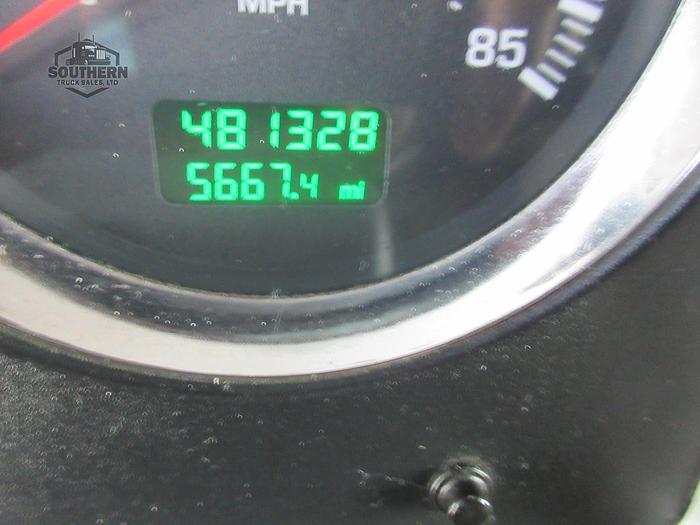 MPH
85
SOUTHERN
TRUCK SALES, LTD
481328
5667.4 mi